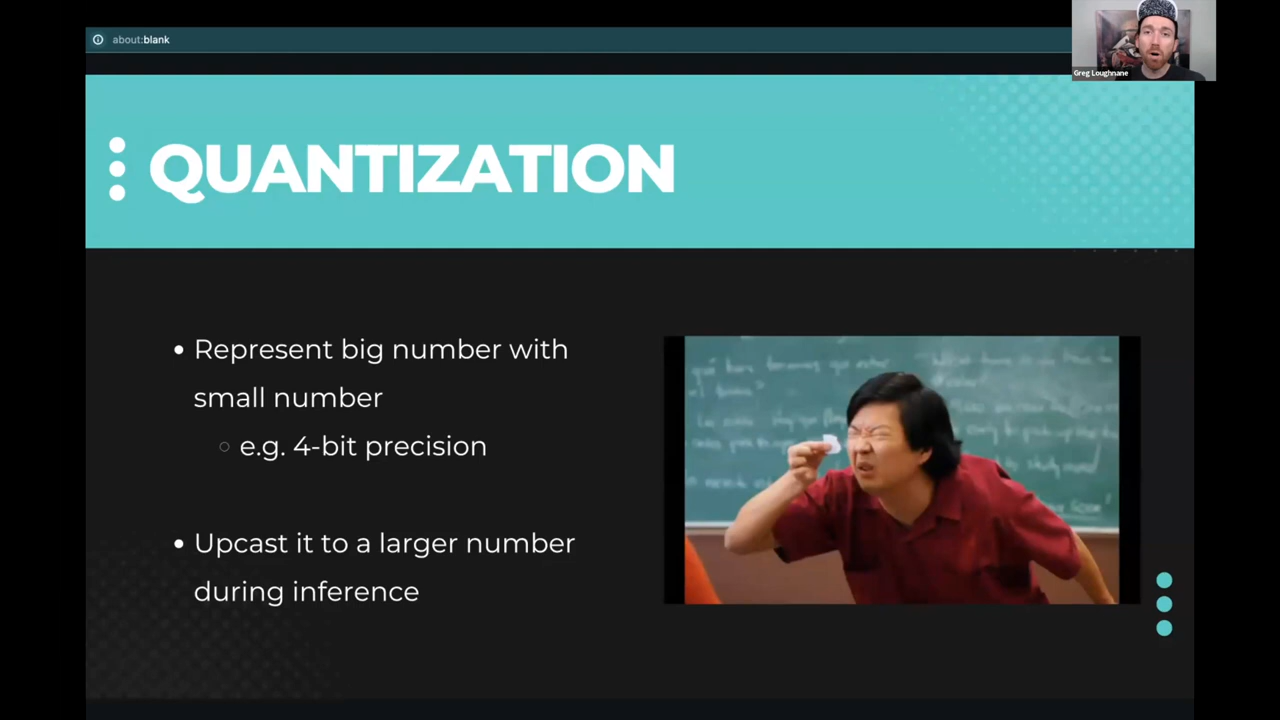 about:blank
Greg Loughnane
QUANTIZATION
Represent big number with
small number
e.g. 4-bit precision
Upcast it to a larger number
during inference